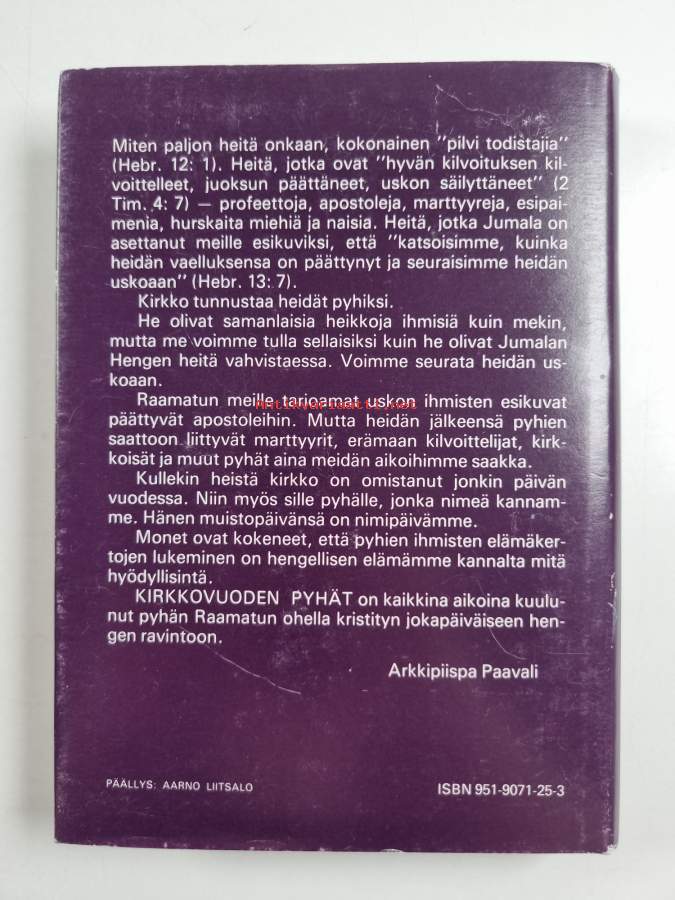 Miten paljon heitä onkaan, kokonainen "pilvi todistajia"
(Hebr. 12: 1). Heitä, jotka ovat "hyvän kilvoituksen kil-
voittelleet, juoksun päättäneet, uskon säilyttäneet" (2
Tim. 4: 7) — profeettoja, apostoleja, marttyyreja, esipai-
menia, hurskaita miehiä ja naisia. Heitä, jotka Jumala on
asettanut meille esikuviksi, että "katsoisimme, kuinka
heidän vaelluksensa on päättynyt ja seuraisimme heidän
uskoaan" (Hebr. 13: 7).
Kirkko tunnustaa heidät pyhiksi.
He olivat samanlaisia heikkoja ihmisiä kuin mekin,
mutta me voimme tulla sellaisiksi kuin he olivat Jumalan
Hengen heitä vahvistaessa. Voimme seurata heidän us-
koaan.
Raamatun meille tarjoamat uskon ihmisten esikuvat
Antikvariaatti.net
päättyvät apostoleihin. Mutta heidän jälkeensä pyhien
saattoon liittyvät marttyyrit, erämaan kilvoittelijat, kirk-
koisät ja muut pyhät aina meidän aikoihimme saakka.
Kullekin heistä kirkko on omistanut jonkin päivän
vuodessa. Niin myös sille pyhälle, jonka nimeä kannam-
me. Hänen muistopäivänsä on nimipäivämme.
Monet ovat kokeneet, että pyhien ihmisten elämäker-
tojen lukeminen on hengellisen elämämme kannalta mitä
hyödyllisintä.
KIRKKOVUODEN PYHÄT on kaikkina aikoina kuulu-
nut pyhän Raamatun ohella kristityn jokapäiväiseen hen-
gen ravintoon.
Arkkipiispa Paavali
PÄÄLLYS: AARNO LIITSALO
ISBN 951-9071-25-3